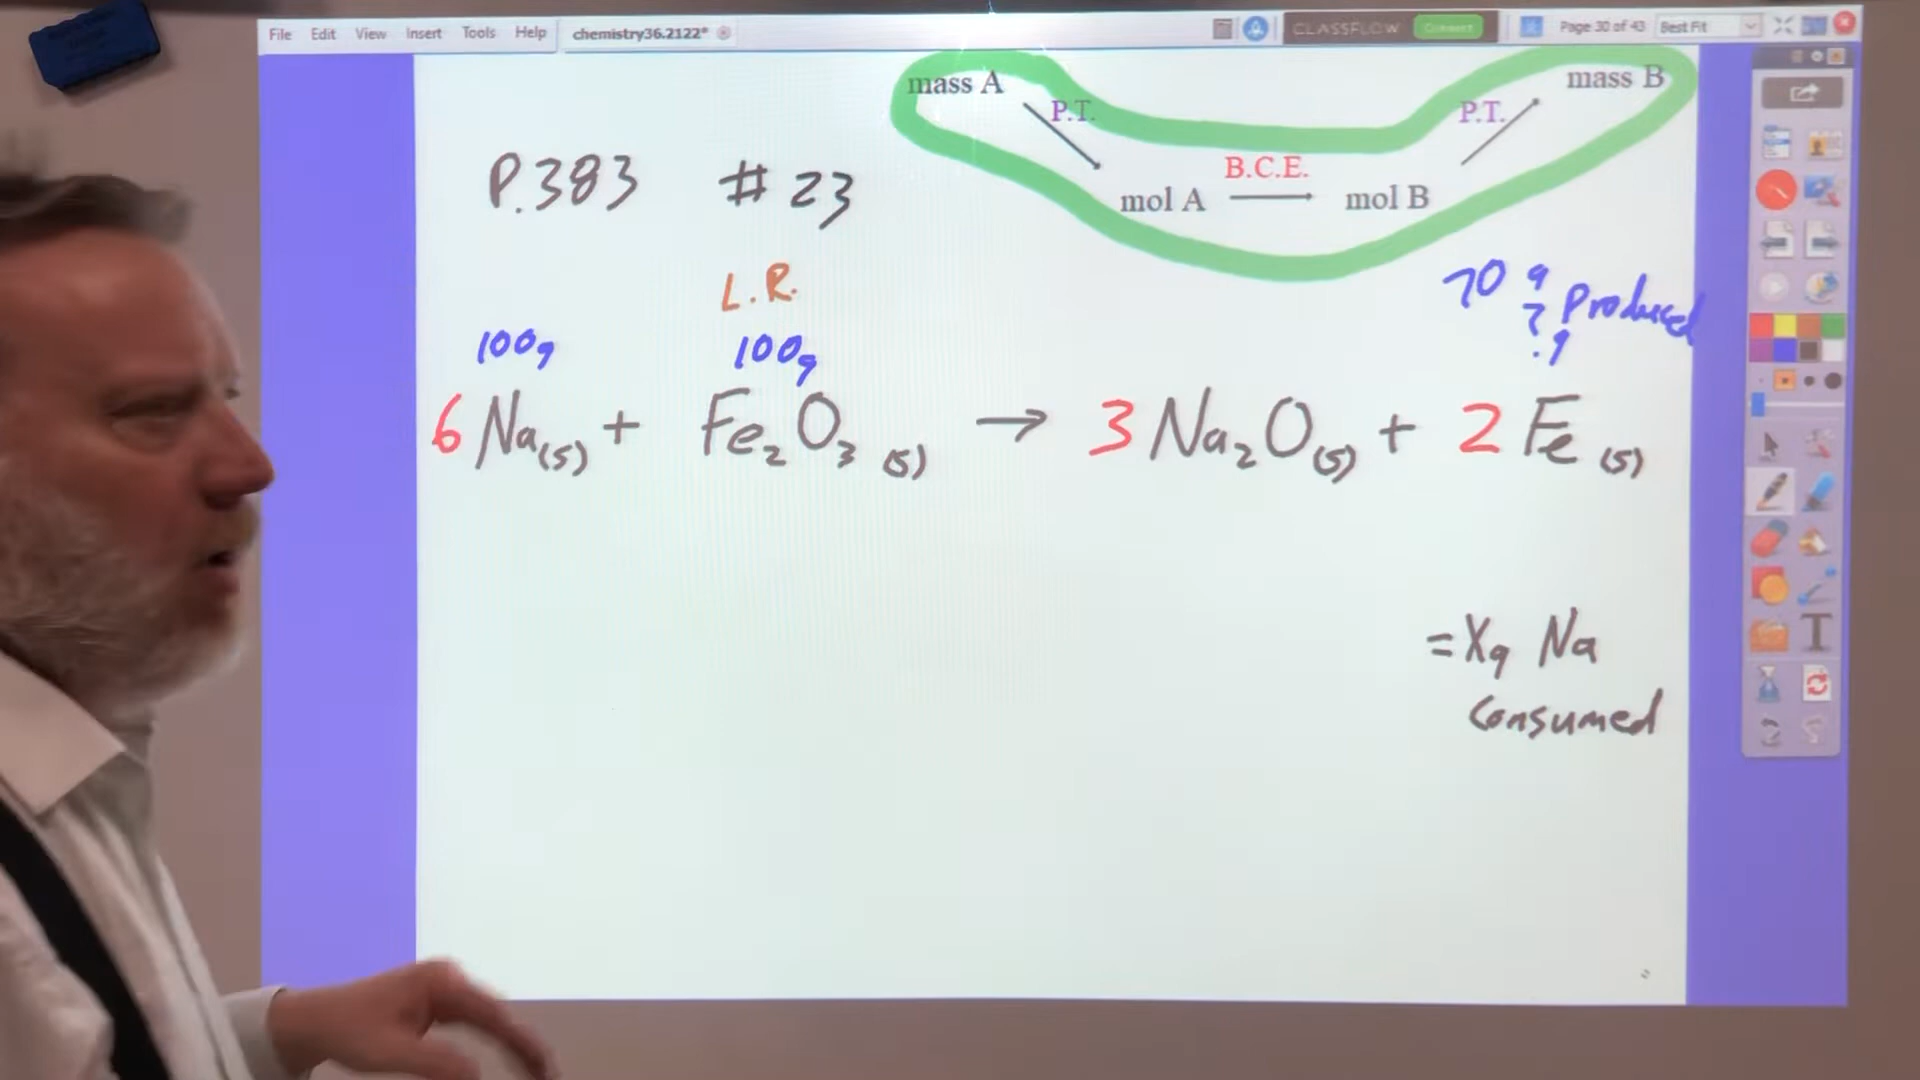 File Edit View Insert Tools Help chemistry36.2122* CLASSFLOW Connect Page 30 of 43 Best Fit
mass A mass B
P.T. P.T.
B.C.E.
mol A mol B
P.383 # 23
L.R.
70 g Produced
? g
100g 100g
6 Na(s) + Fe2O3 (s) → 3 Na2O(s) + 2 Fe (s)
= Xg Na
Consumed
T